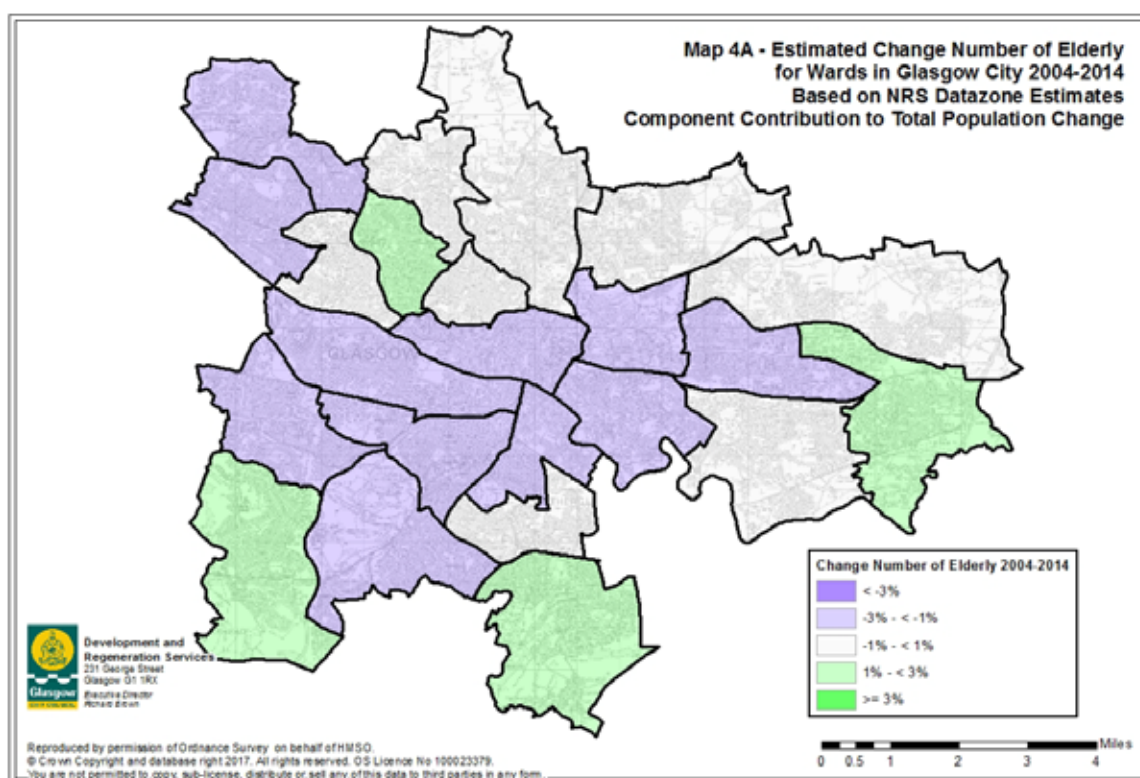 Map 4A - Estimated Change Number of Elderly
for Wards in Glasgow City 2004-2014
Based on NRS Datazone Estimates
Component Contribution to Total Population Change
GLASGOW
Change Number of Elderly 2004-2014
< -3%
-3% - < -1%
-1% - < 1%
1% - < 3%
>= 3%
Development and
Regeneration Services
231 George Street
Glasgow G1 1RX
Executive Director
Richard Brown
Glasgow
CITY COUNCIL
Miles
0 0.5 1 2 3 4
Reproduced by permission of Ordnance Survey on behalf of HMSO.
© Crown Copyright and database right 2017. All rights reserved. OS Licence No 100023379.
You are not permitted to copy, sub-license, distribute or sell any of this data to third parties in any form.